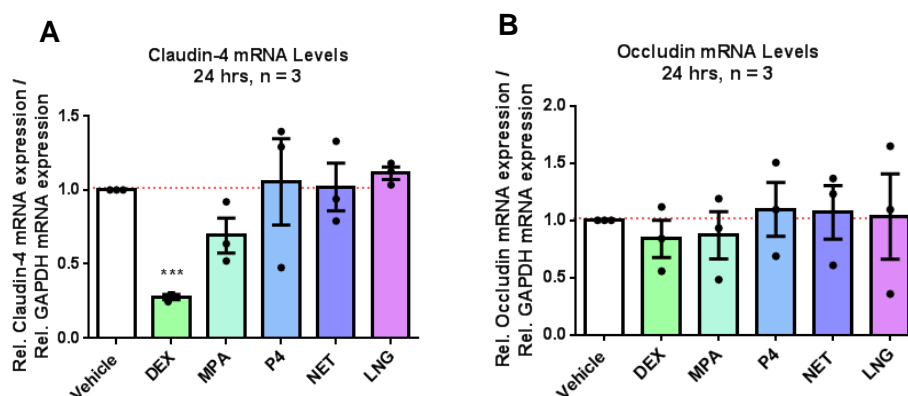 A
Claudin-4 mRNA Levels
24 hrs, n = 3
Rel. Claudin-4 mRNA expression /
Rel. GAPDH mRNA expression
1.5
1.0
0.5
0.0
***
Vehicle
DEX
MPA
P4
NET
LNG
B
Occludin mRNA Levels
24 hrs, n = 3
Rel. Occludin mRNA expression /
Rel. GAPDH mRNA expression
2.0
1.5
1.0
0.5
0.0
Vehicle
DEX
MPA
P4
NET
LNG